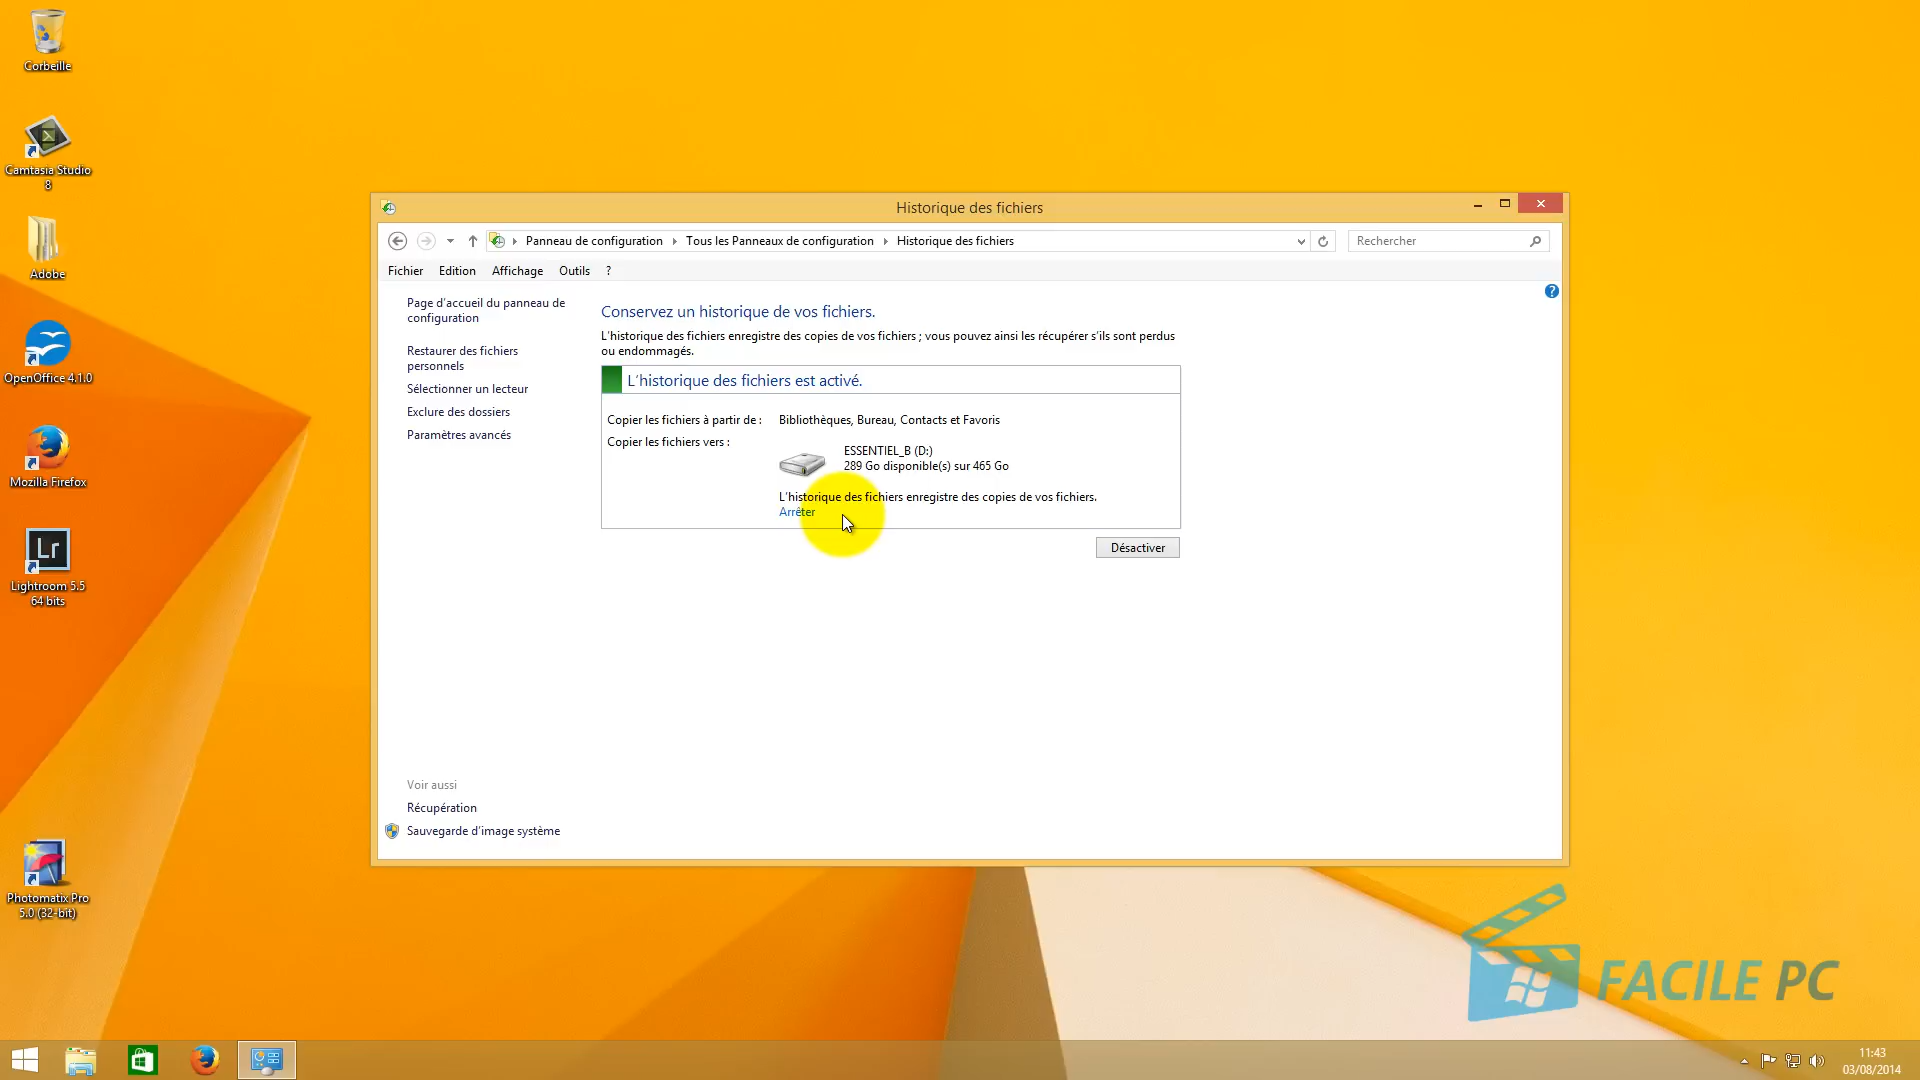 Corbeille
Camtasia Studio
8
Adobe
OpenOffice 4.1.0
Mozilla Firefox
Lr
Lightroom 5.5
64 bits
Photomatix Pro
5.0 (32-bit)
Historique des fichiers
Panneau de configuration
Tous les Panneaux de configuration
Historique des fichiers
Rechercher
Fichier
Edition
Affichage
Outils
?
?
Page d'accueil du panneau de
configuration
Restaurer des fichiers
personnels
Sélectionner un lecteur
Exclure des dossiers
Paramètres avancés
Voir aussi
Récupération
Sauvegarde d'image système
Conservez un historique de vos fichiers.
L'historique des fichiers enregistre des copies de vos fichiers ; vous pouvez ainsi les récupérer s'ils sont perdus
ou endommagés.
L'historique des fichiers est activé.
Copier les fichiers à partir de :
Bibliothèques, Bureau, Contacts et Favoris
Copier les fichiers vers :
ESSENTIEL_B (D:)
289 Go disponible(s) sur 465 Go
L'historique des fichiers enregistre des copies de vos fichiers.
Arrêter
Désactiver
FACILE PC
11:43
03/08/2014